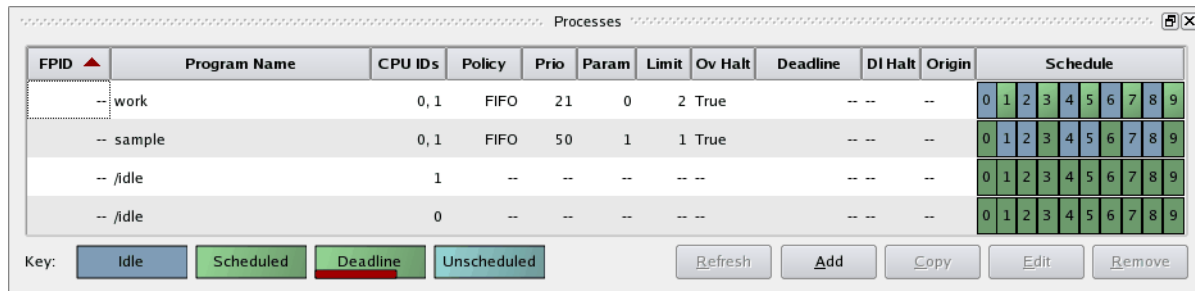 Processes
FPID Program Name CPU IDs Policy Prio Param Limit Ov Halt Deadline Dl Halt Origin Schedule
-- work 0, 1 FIFO 21 0 2 True -- -- -- 0 1 2 3 4 5 6 7 8 9
-- sample 0, 1 FIFO 50 1 1 True -- -- -- 0 1 2 3 4 5 6 7 8 9
-- /idle 1 -- -- -- -- -- -- -- -- 0 1 2 3 4 5 6 7 8 9
-- /idle 0 -- -- -- -- -- -- -- -- 0 1 2 3 4 5 6 7 8 9
Key: Idle Scheduled Deadline Unscheduled Refresh Add Copy Edit Remove